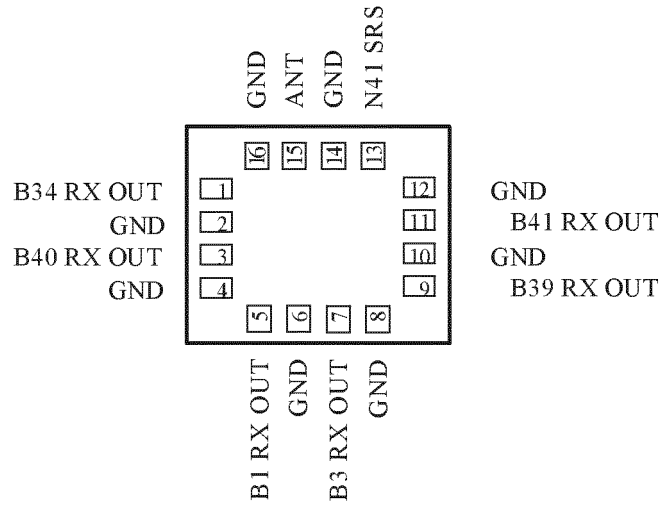 GND
ANT
GND
N41 SRS
16
15
14
13
B34 RX OUT
1
12
GND
GND
2
11
B41 RX OUT
B40 RX OUT
3
10
GND
GND
4
9
B39 RX OUT
5
6
7
8
B1 RX OUT
GND
B3 RX OUT
GND